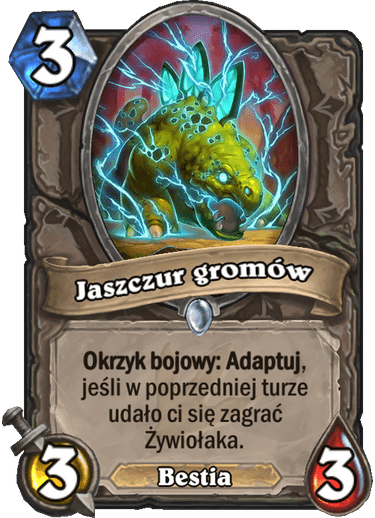 3
Jaszczur gromów
Okrzyk bojowy: Adaptuj,
jeśli w poprzedniej turze
udało ci się zagrać
Żywiołaka.
3
Bestia
3